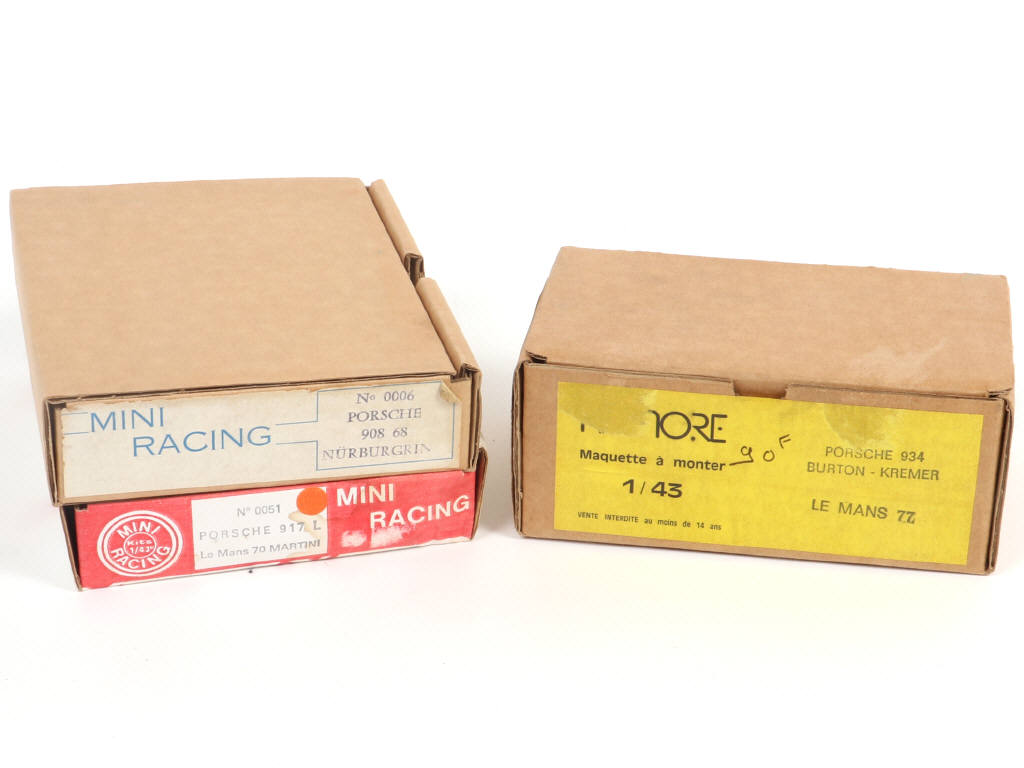 MINI
RACING
Nº 0006
PORSCHE
908 68
NÜRBURGRIN
MINI
RACING
Kits
1/43e
Nº 0051
PORSCHE 917 L
Le Mans 70 MARTINI
MINI
RACING
Maquette à monter
1/43
VENTE INTERDITE au moins de 14 ans
90F
PORSCHE 934
BURTON - KREMER
LE MANS 77